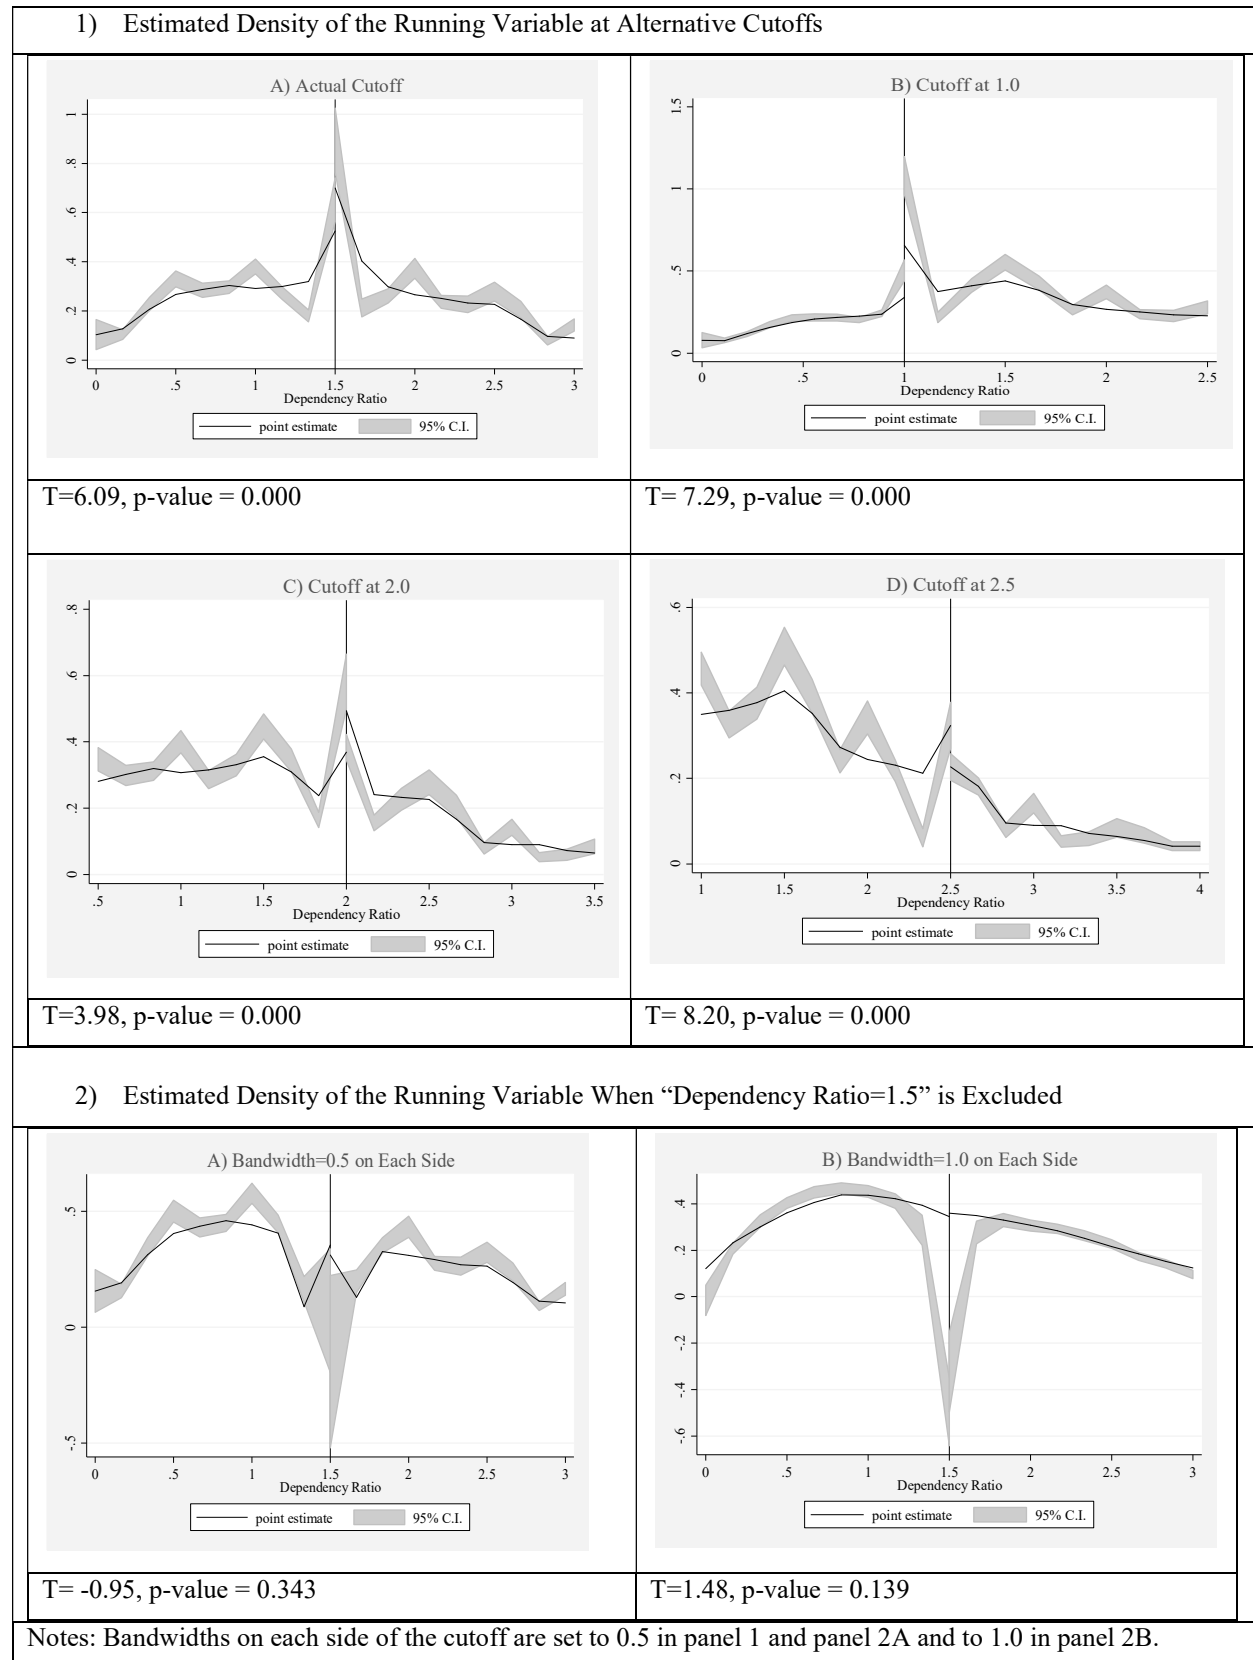 1) Estimated Density of the Running Variable at Alternative Cutoffs
A) Actual Cutoff
0 .2 .4 .6 .8 1
0 .5 1 1.5 2 2.5 3
Dependency Ratio
point estimate 95% C.I.
T=6.09, p-value = 0.000
B) Cutoff at 1.0
0 .5 1 1.5
0 .5 1 1.5 2 2.5
Dependency Ratio
point estimate 95% C.I.
T= 7.29, p-value = 0.000
C) Cutoff at 2.0
0 .2 .4 .6 .8
.5 1 1.5 2 2.5 3 3.5
Dependency Ratio
point estimate 95% C.I.
T=3.98, p-value = 0.000
D) Cutoff at 2.5
0 .2 .4 .6
1 1.5 2 2.5 3 3.5 4
Dependency Ratio
point estimate 95% C.I.
T= 8.20, p-value = 0.000
2) Estimated Density of the Running Variable When “Dependency Ratio=1.5” is Excluded
A) Bandwidth=0.5 on Each Side
-.5 0 .5
0 .5 1 1.5 2 2.5 3
Dependency Ratio
point estimate 95% C.I.
T= -0.95, p-value = 0.343
B) Bandwidth=1.0 on Each Side
-.6 -.4 -.2 0 .2 .4
0 .5 1 1.5 2 2.5 3
Dependency Ratio
point estimate 95% C.I.
T=1.48, p-value = 0.139
Notes: Bandwidths on each side of the cutoff are set to 0.5 in panel 1 and panel 2A and to 1.0 in panel 2B.